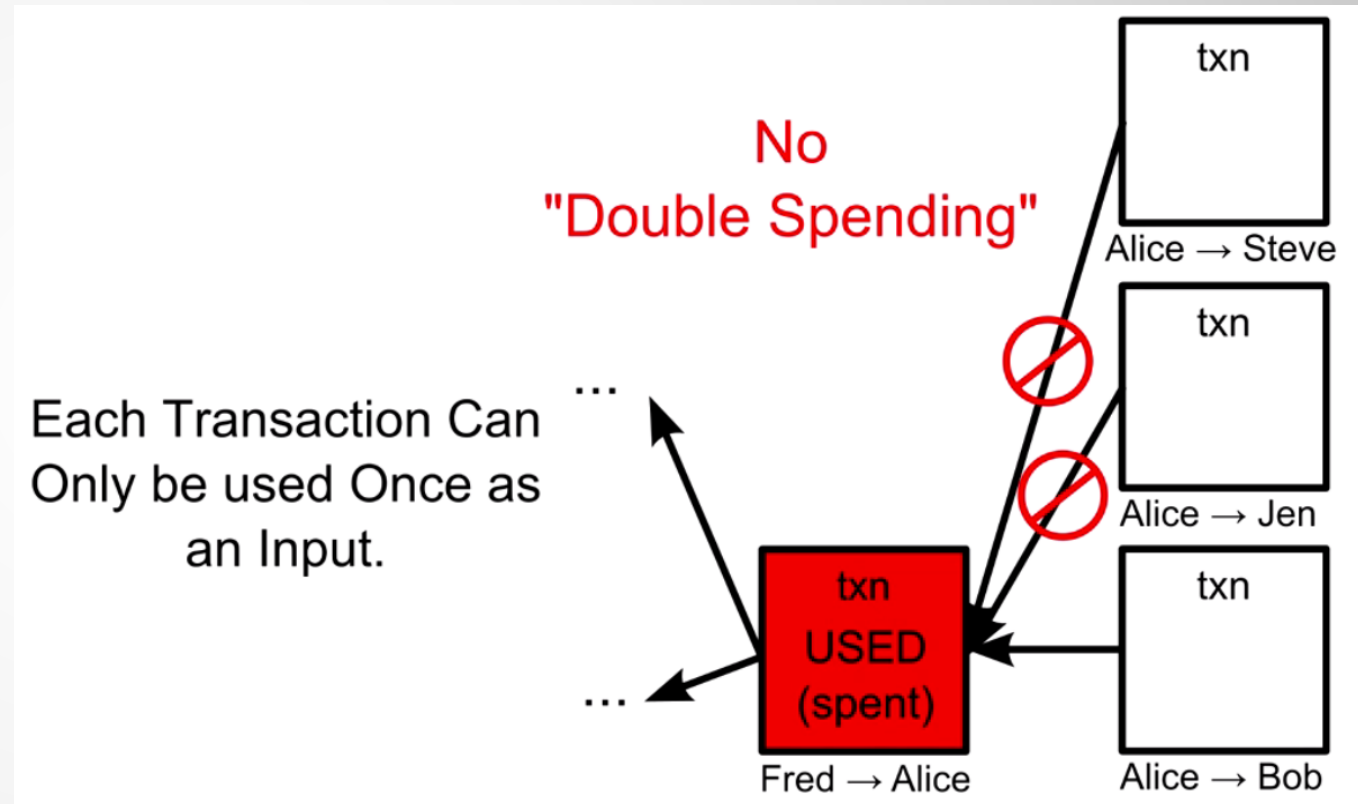 txn
No
"Double Spending"
Alice → Steve
txn
...
Each Transaction Can
Only be used Once as
an Input.
Alice → Jen
txn
USED
(spent)
txn
...
Fred → Alice
Alice → Bob